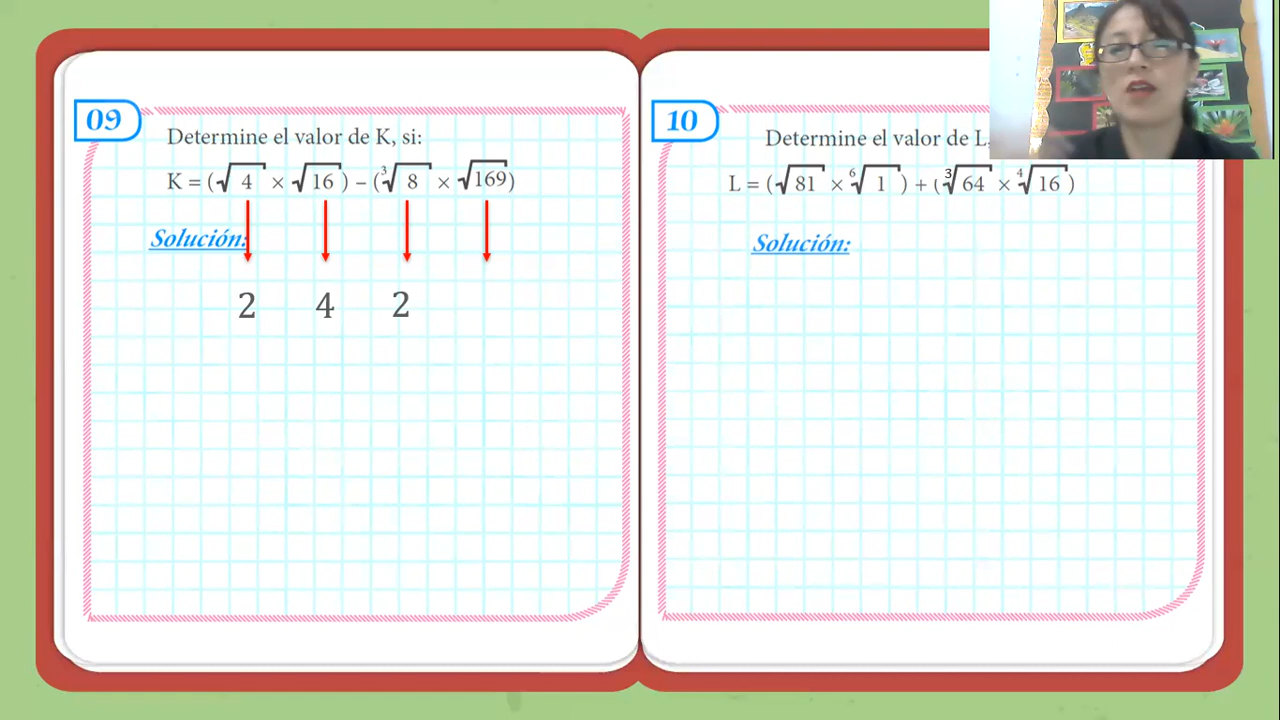 09
Determine el valor de K, si:
K = (√4 × √16) – (∛8 × √169)
Solución:
2 4 2
10
Determine el valor de L,
L = (√81 × ⁶√1) + (∛64 × ⁴√16)
Solución: